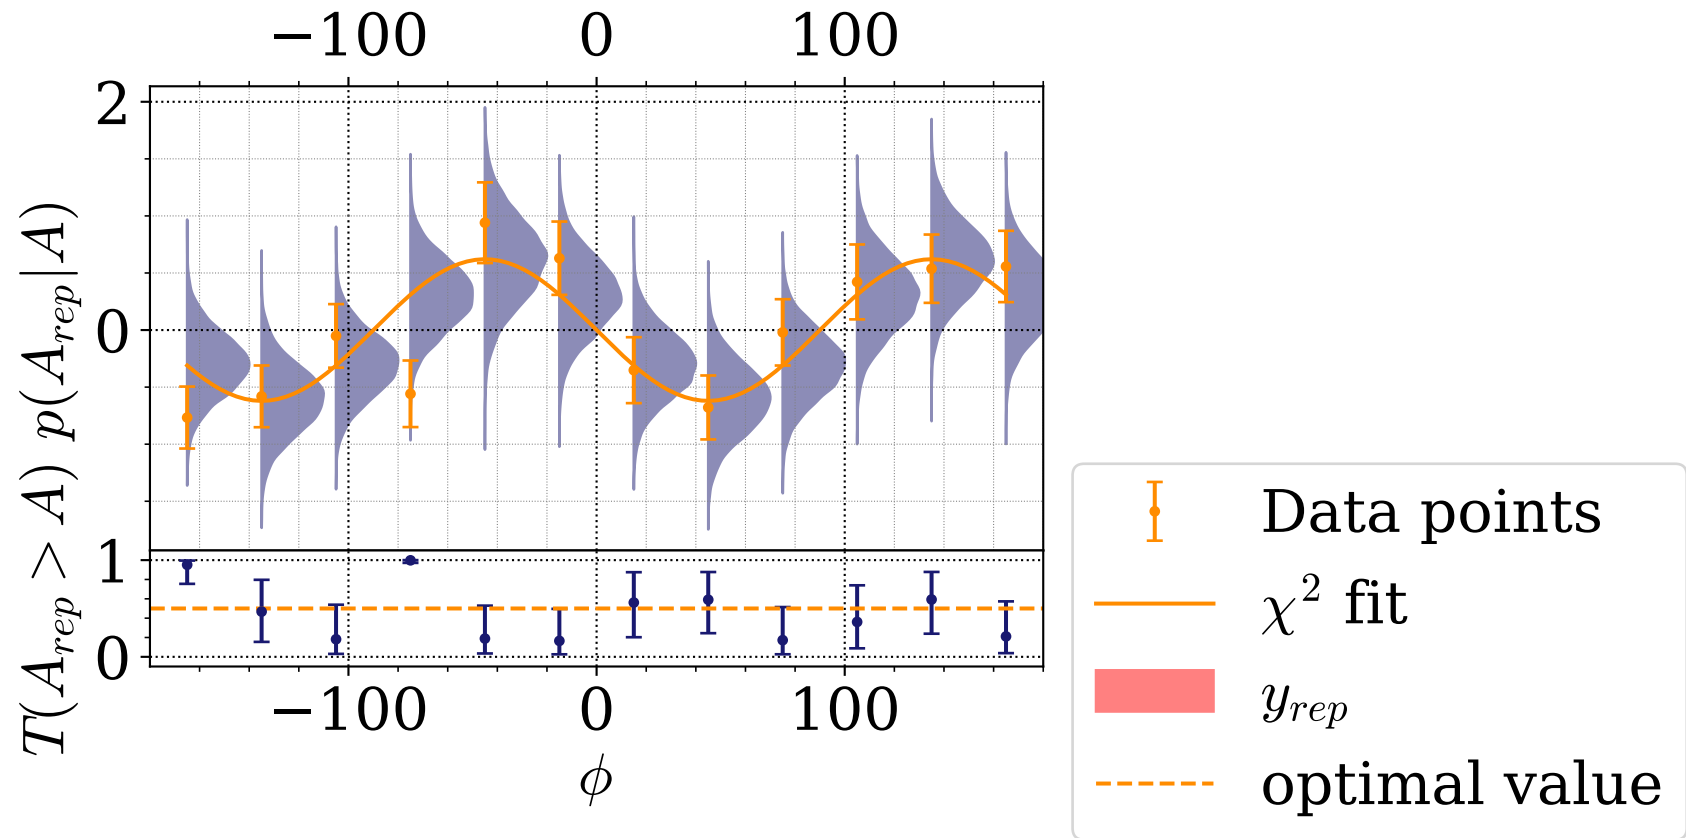 −100 0 100
2
0
p(A_rep|A)
1
0
T(A_rep > A)
−100 0 100
ϕ
Data points
χ² fit
y_rep
optimal value